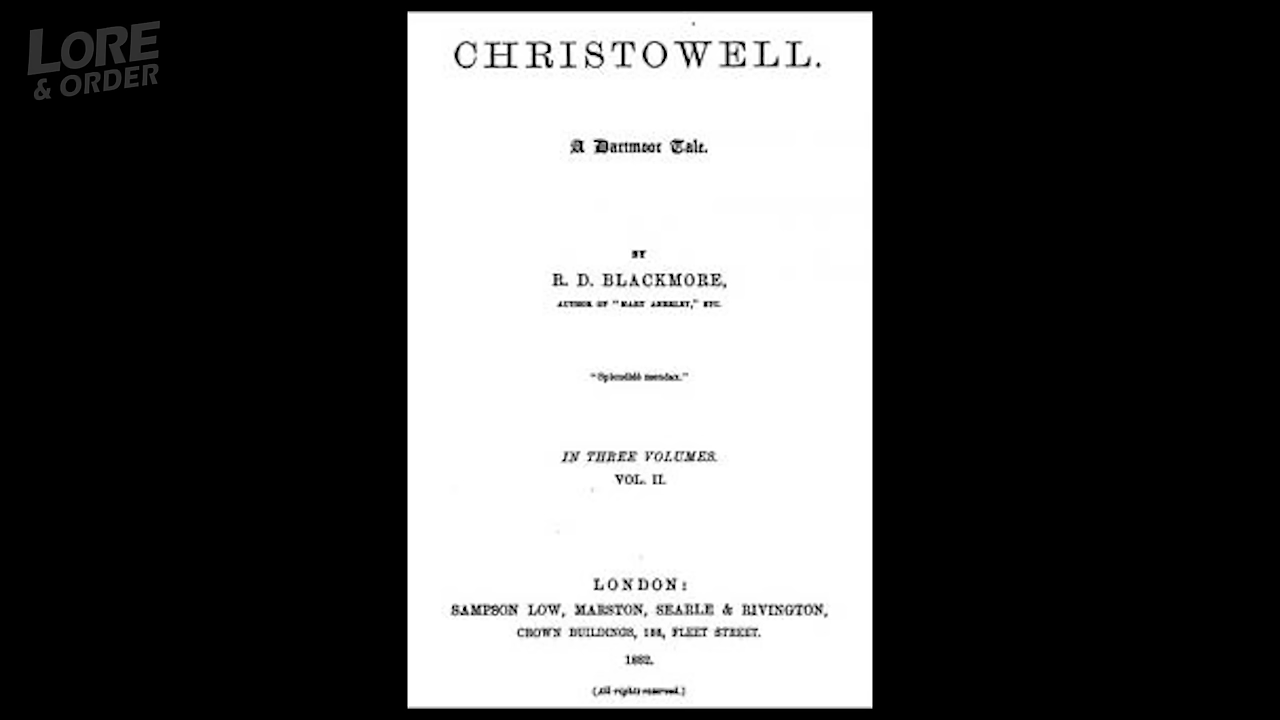 LORE
& ORDER
CHRISTOWELL.
A Dartmoor Tale.
BY
R. D. BLACKMORE,
AUTHOR OF "MARY ANERLEY," ETC.
"Splendidè mendax."
IN THREE VOLUMES.
VOL. II.
LONDON:
SAMPSON LOW, MARSTON, SEARLE & RIVINGTON,
CROWN BUILDINGS, 188, FLEET STREET.
1882.
(All rights reserved.)